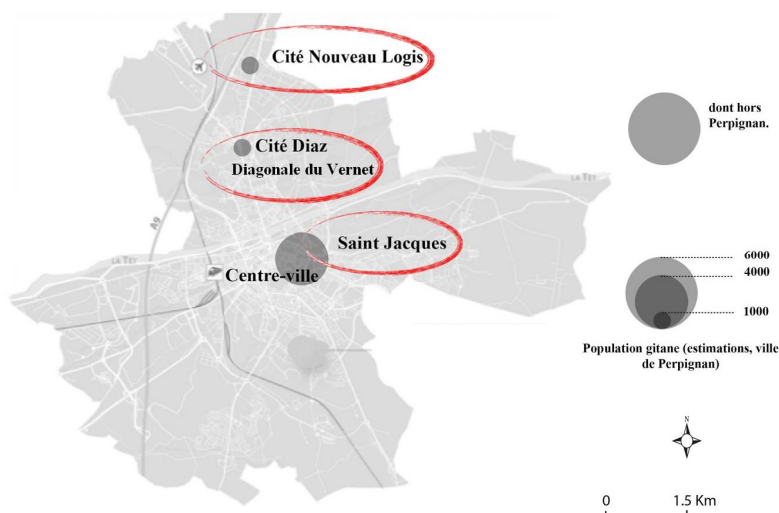 Cité Nouveau Logis
Cité Diaz
Diagonale du Vernet
Saint Jacques
Centre-ville
A9
LA TÊT
LA TÊT
dont hors
Perpignan.
6000
4000
1000
Population gitane (estimations, ville
de Perpignan)
N
0 1.5 Km